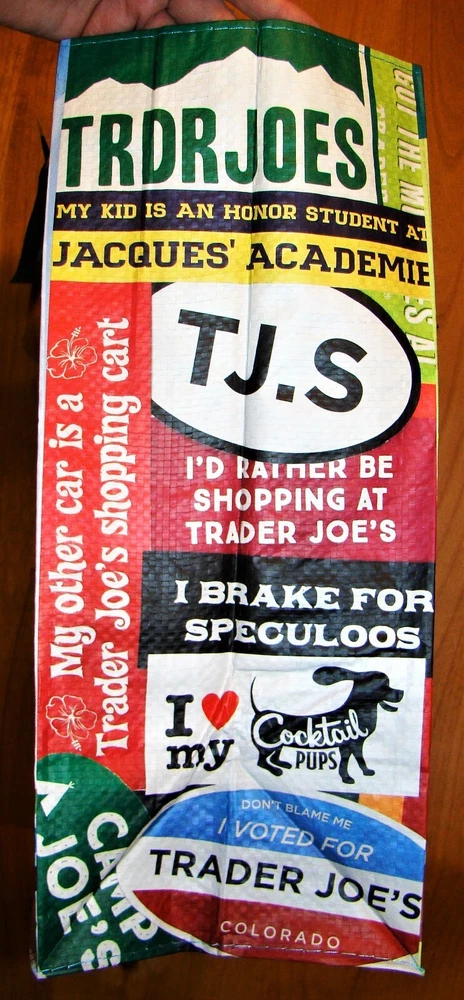 TRDRJOES
MY KID IS AN HONOR STUDENT AT
JACQUES' ACADEMIE
TJ.S
My other car is a
Trader Joe's shopping cart
I'D RATHER BE
SHOPPING AT
TRADER JOE'S
I BRAKE FOR
SPECULOOS
I ♥
my
Cocktail
PUPS
CAMP
JOE'S
DON'T BLAME ME
I VOTED FOR
TRADER JOE'S
COLORADO